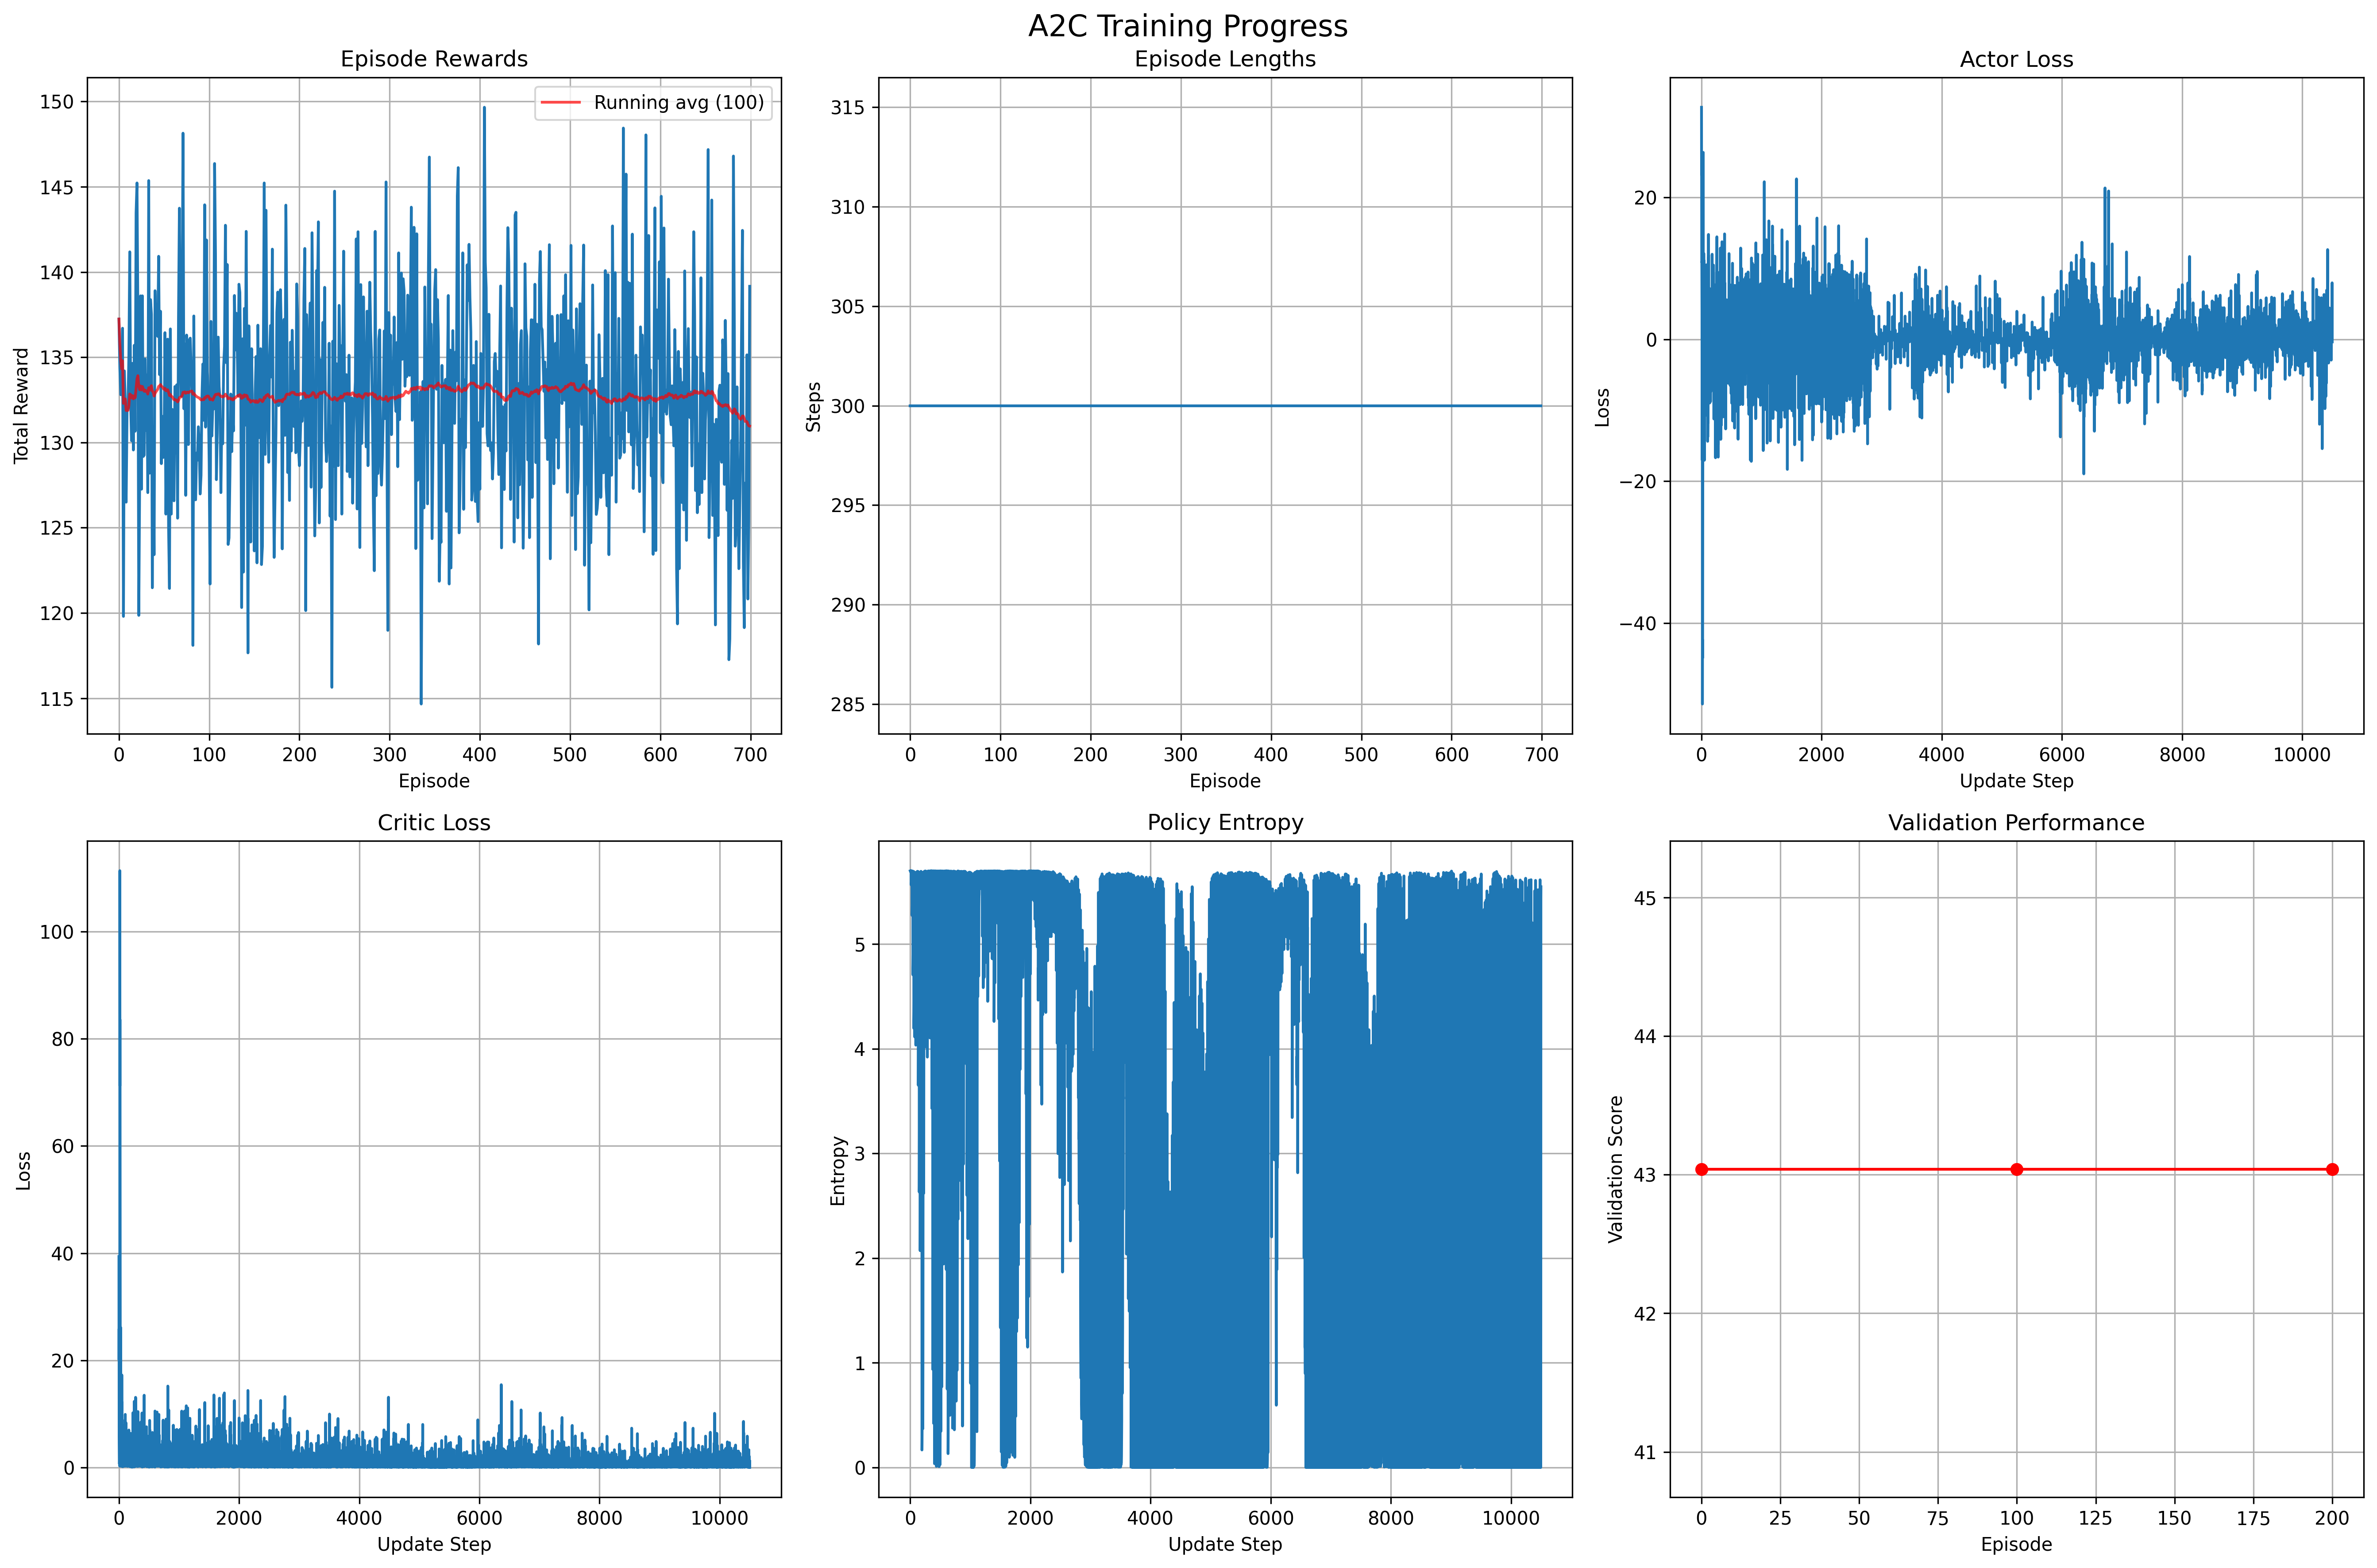 A2C Training Progress
Episode Rewards
Running avg (100)
150
145
140
135
130
125
120
115
Total Reward
0 100 200 300 400 500 600 700
Episode
Episode Lengths
315
310
305
300
295
290
285
Steps
0 100 200 300 400 500 600 700
Episode
Actor Loss
20
0
−20
−40
Loss
0 2000 4000 6000 8000 10000
Update Step
Critic Loss
100
80
60
40
20
0
Loss
0 2000 4000 6000 8000 10000
Update Step
Policy Entropy
5
4
3
2
1
0
Entropy
0 2000 4000 6000 8000 10000
Update Step
Validation Performance
45
44
43
42
41
Validation Score
0 25 50 75 100 125 150 175 200
Episode